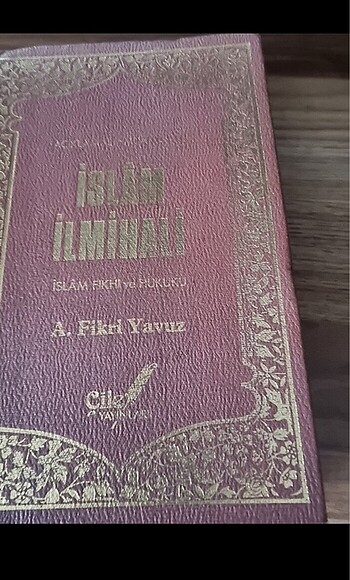 İSLÂM
İLMİHALİ
İSLÂM FIKHI ve HUKUKU
A. Fikri Yavuz
Çile
YAYINLARI